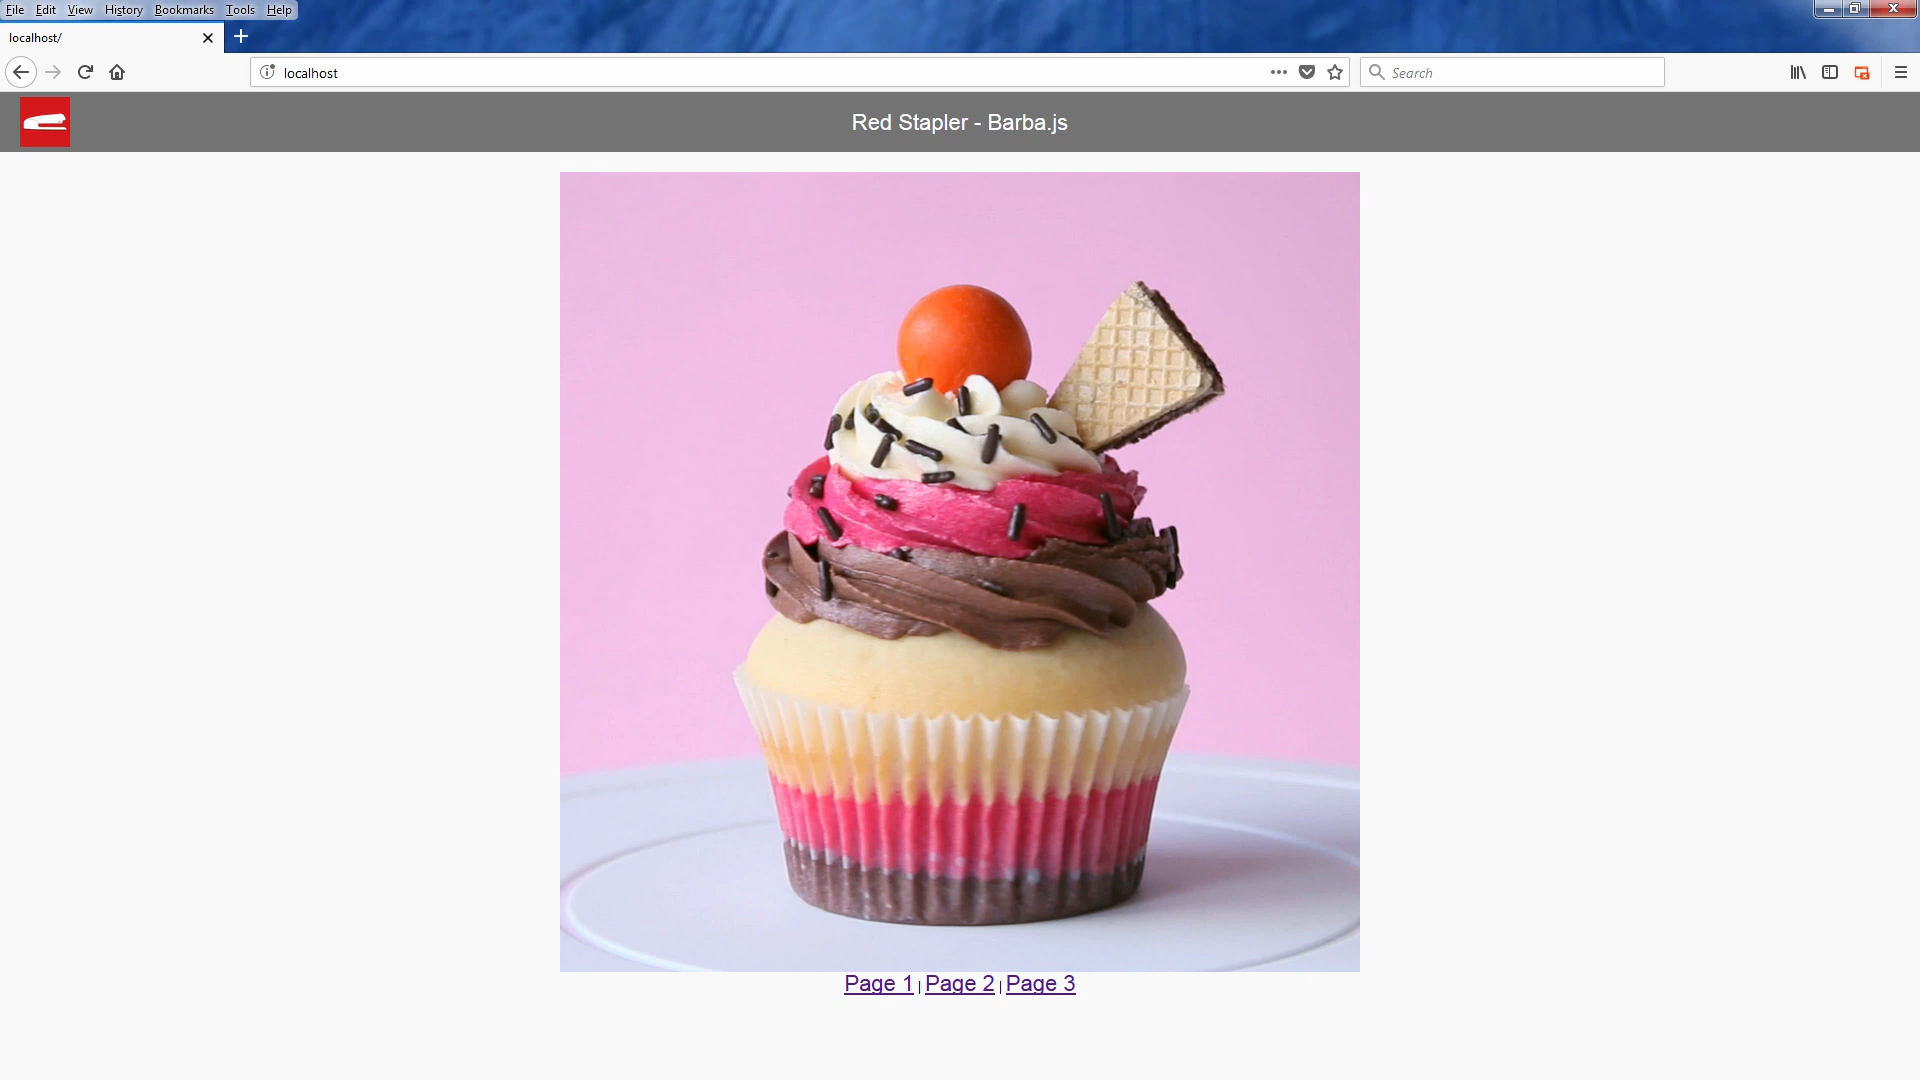 File Edit View History Bookmarks Tools Help
localhost/
localhost
Search
Red Stapler - Barba.js
Page 1 | Page 2 | Page 3